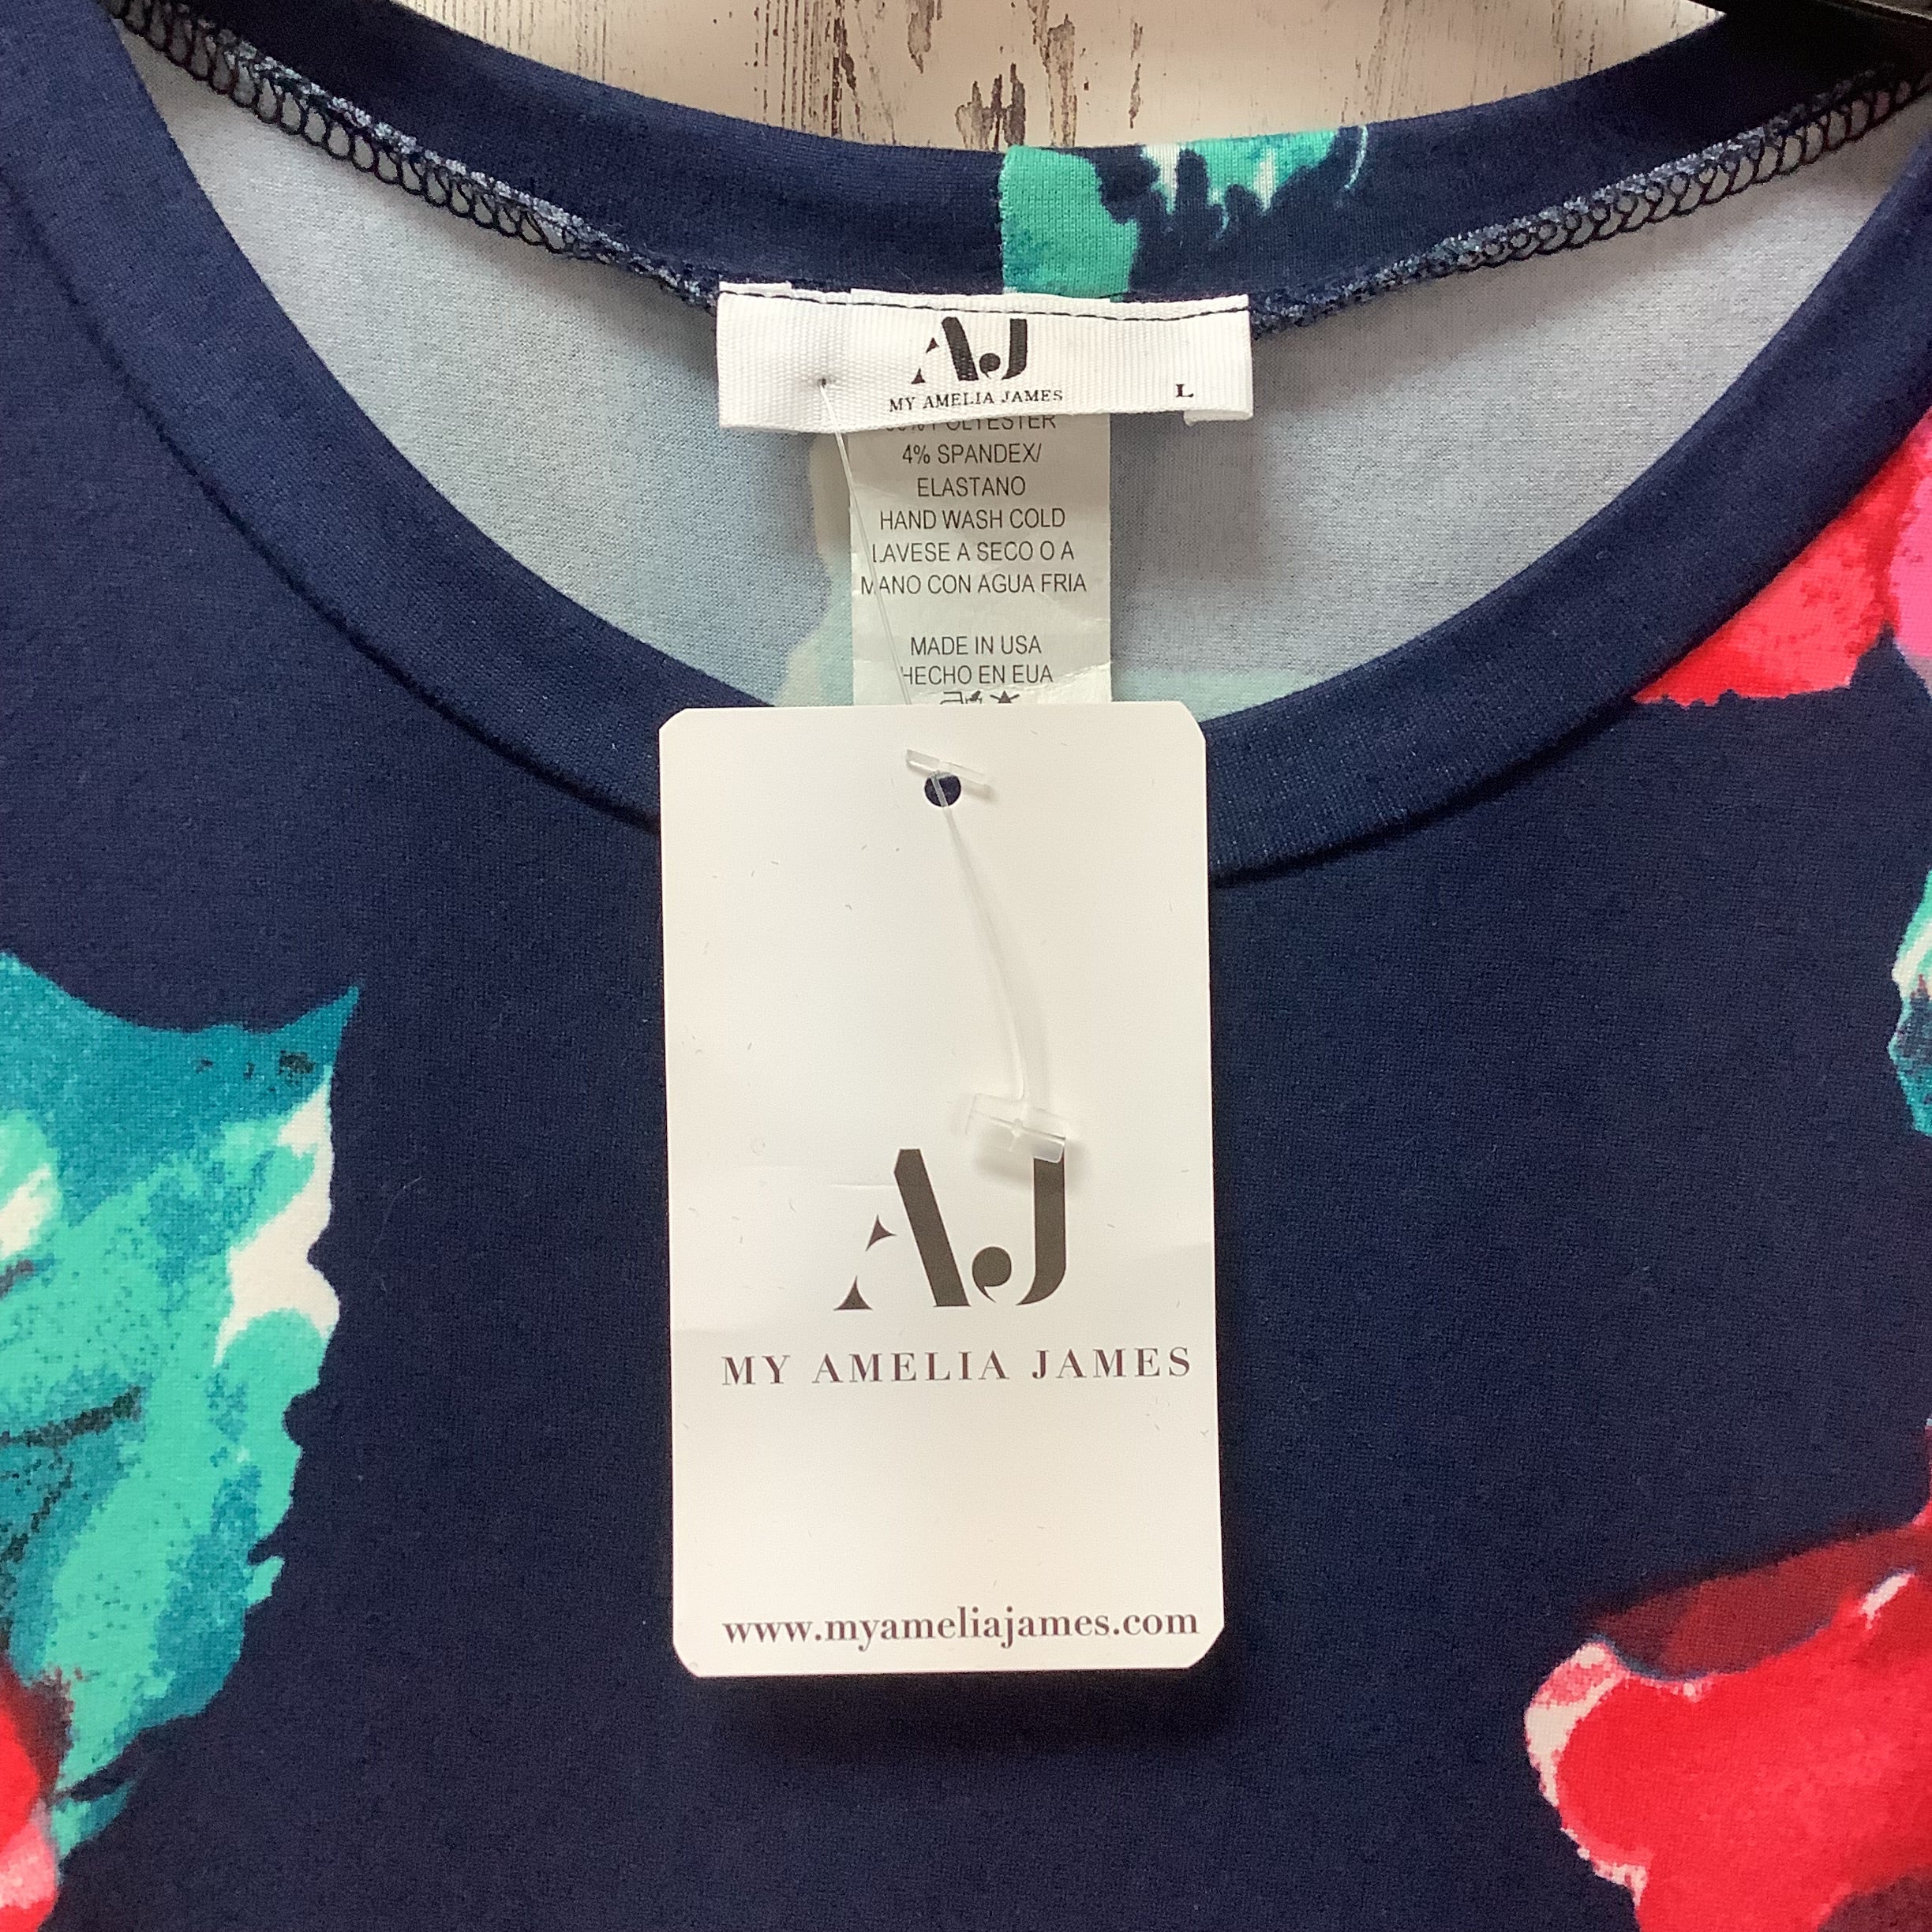 AJ
MY AMELIA JAMES
L
POLYESTER
4% SPANDEX/
ELASTANO
HAND WASH COLD
LAVESE A SECO O A
MANO CON AGUA FRIA
MADE IN USA
HECHO EN EUA
AJ
MY AMELIA JAMES
www.myameliajames.com